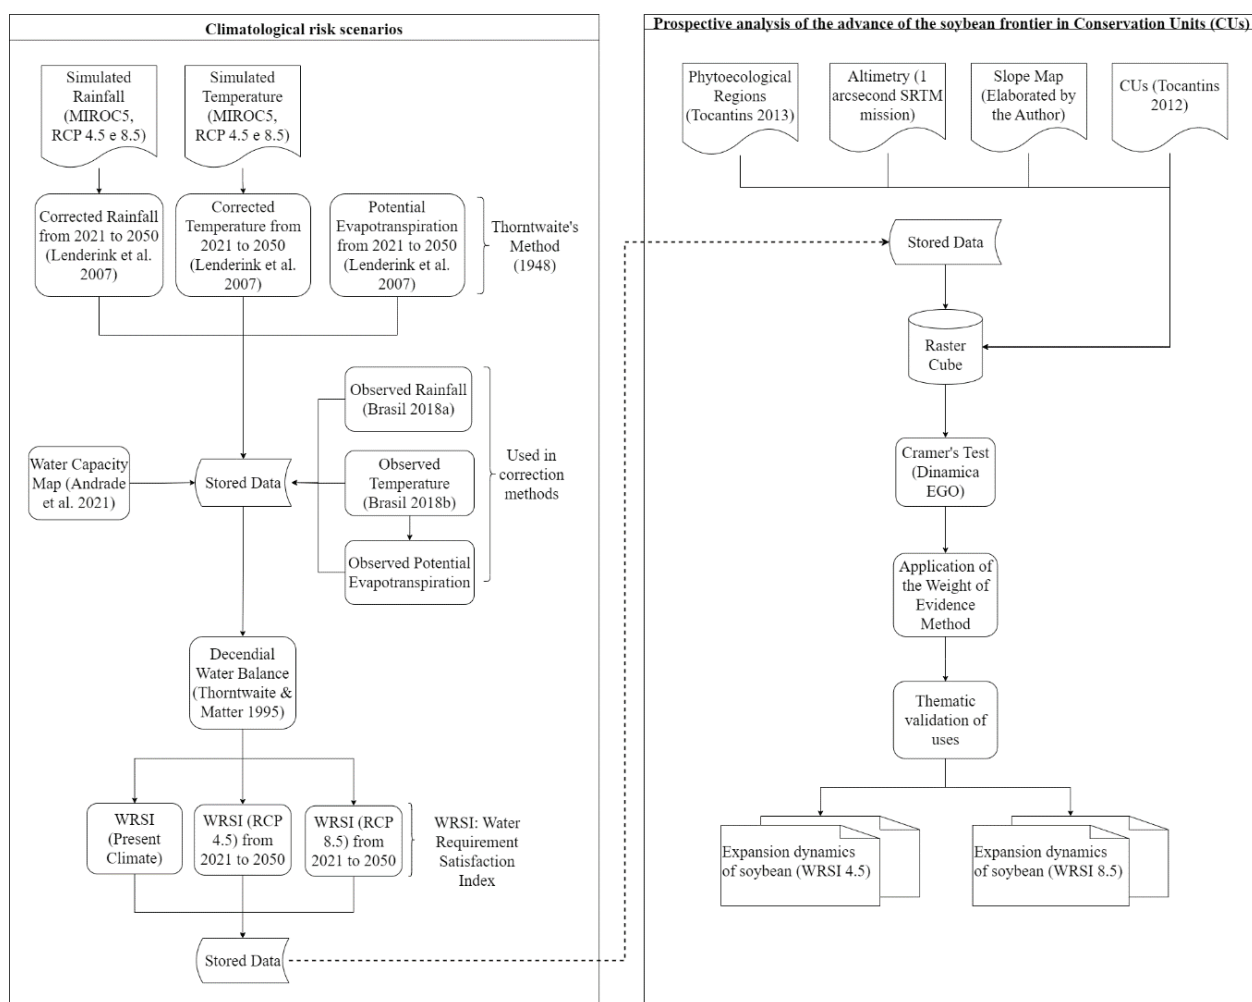 Climatological risk scenarios
Simulated
Rainfall
(MIROC5,
RCP 4.5 e 8.5)
Simulated
Temperature
(MIROC5,
RCP 4.5 e 8.5)
Corrected Rainfall
from 2021 to 2050
(Lenderink et al.
2007)
Corrected
Temperature from
2021 to 2050
(Lenderink et al.
2007)
Potential
Evapotranspiration
from 2021 to 2050
(Lenderink et al.
2007)
Thorntwaite's
Method
(1948)
Observed Rainfall
(Brasil 2018a)
Water Capacity
Map (Andrade
et al. 2021)
Stored Data
Observed
Temperature
(Brasil 2018b)
Used in
correction
methods
Observed Potential
Evapotranspiration
Decendial
Water Balance
(Thorntwaite &
Matter 1995)
WRSI
(Present
Climate)
WRSI (RCP
4.5) from
2021 to 2050
WRSI (RCP
8.5) from
2021 to 2050
WRSI: Water
Requirement
Satisfaction
Index
Stored Data
Prospective analysis of the advance of the soybean frontier in Conservation Units (CUs)
Phytoecological
Regions
(Tocantins 2013)
Altimetry (1
arcsecond SRTM
mission)
Slope Map
(Elaborated by
the Author)
CUs (Tocantins
2012)
Stored Data
Raster
Cube
Cramer's Test
(Dinamica
EGO)
Application of
the Weight of
Evidence
Method
Thematic
validation of
uses
Expansion dynamics
of soybean (WRSI 4.5)
Expansion dynamics
of soybean (WRSI 8.5)